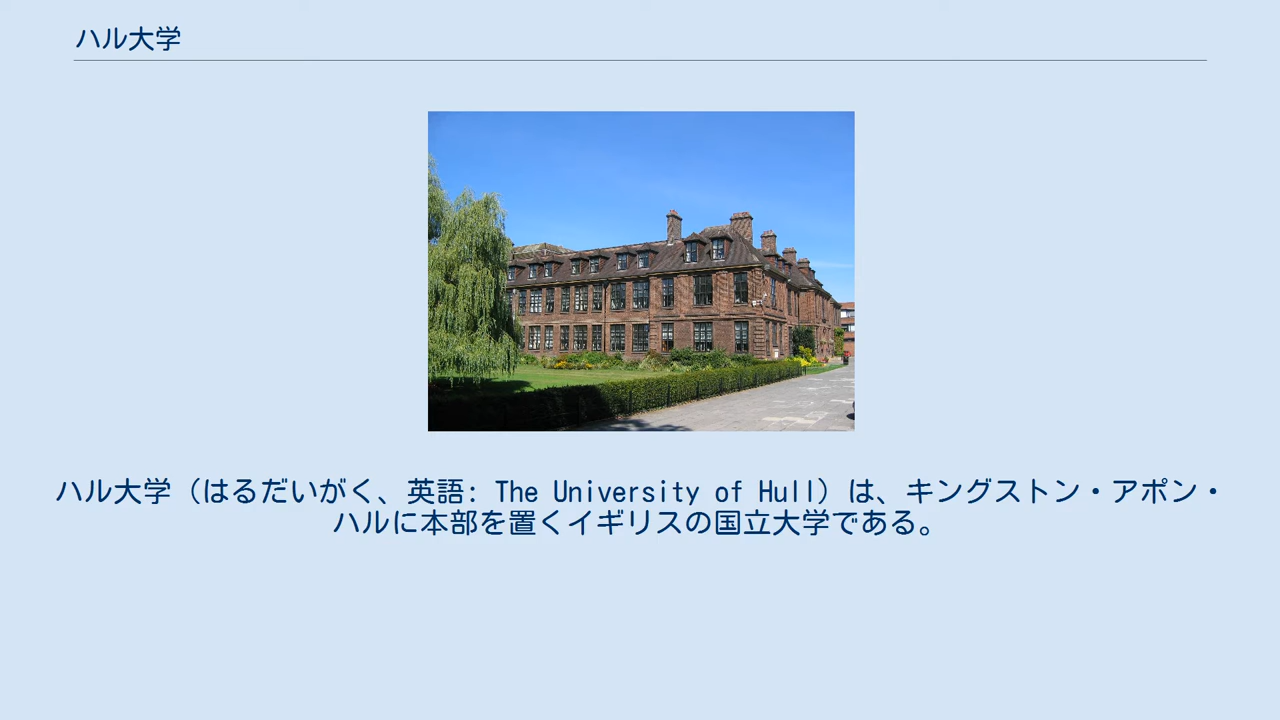 ハル大学
ハル大学（はるだいがく、英語: The University of Hull）は、キングストン・アポン・
ハルに本部を置くイギリスの国立大学である。